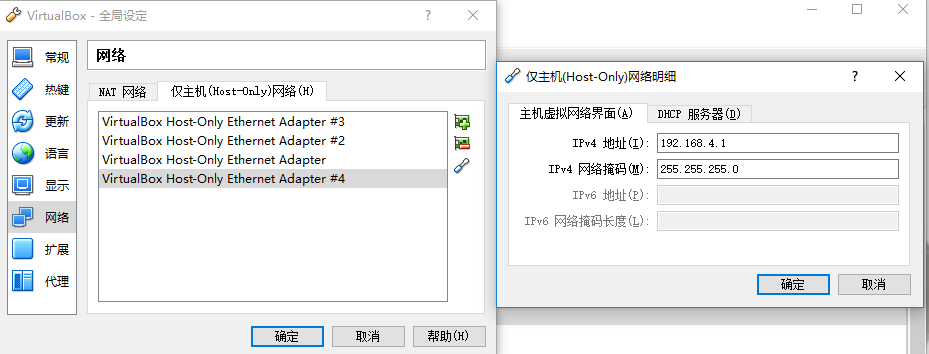 VirtualBox - 全局设定
常规
热键
更新
语言
显示
网络
扩展
代理
网络
NAT 网络
仅主机(Host-Only)网络(H)
VirtualBox Host-Only Ethernet Adapter #3
VirtualBox Host-Only Ethernet Adapter #2
VirtualBox Host-Only Ethernet Adapter
VirtualBox Host-Only Ethernet Adapter #4
确定
取消
帮助(H)
仅主机(Host-Only)网络明细
主机虚拟网络界面(A)
DHCP 服务器(D)
IPv4 地址(I):
192.168.4.1
IPv4 网络掩码(M):
255.255.255.0
IPv6 地址(P):
IPv6 网络掩码长度(L):
确定
取消